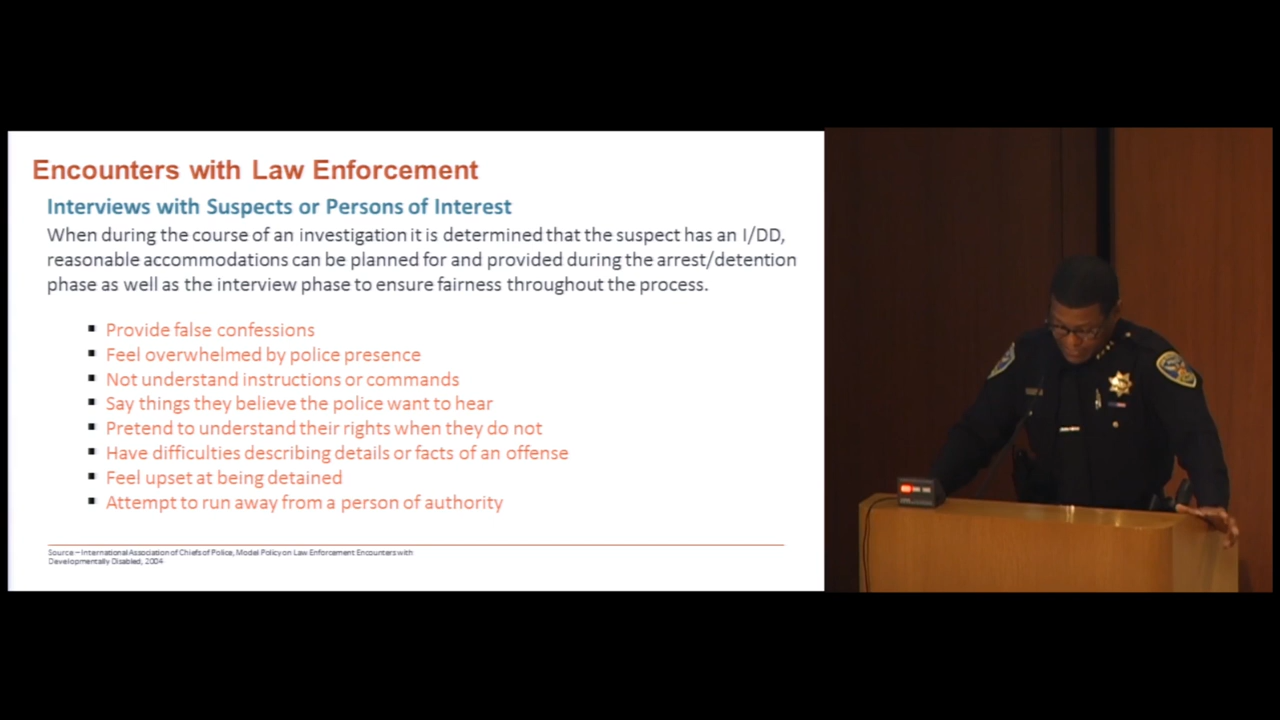 Encounters with Law Enforcement
Interviews with Suspects or Persons of Interest
When during the course of an investigation it is determined that the suspect has an I/DD,
reasonable accommodations can be planned for and provided during the arrest/detention
phase as well as the interview phase to ensure fairness throughout the process.
Provide false confessions
Feel overwhelmed by police presence
Not understand instructions or commands
Say things they believe the police want to hear
Pretend to understand their rights when they do not
Have difficulties describing details or facts of an offense
Feel upset at being detained
Attempt to run away from a person of authority
Source – International Association of Chiefs of Police, Model Policy on Law Enforcement Encounters with
Developmentally Disabled, 2004